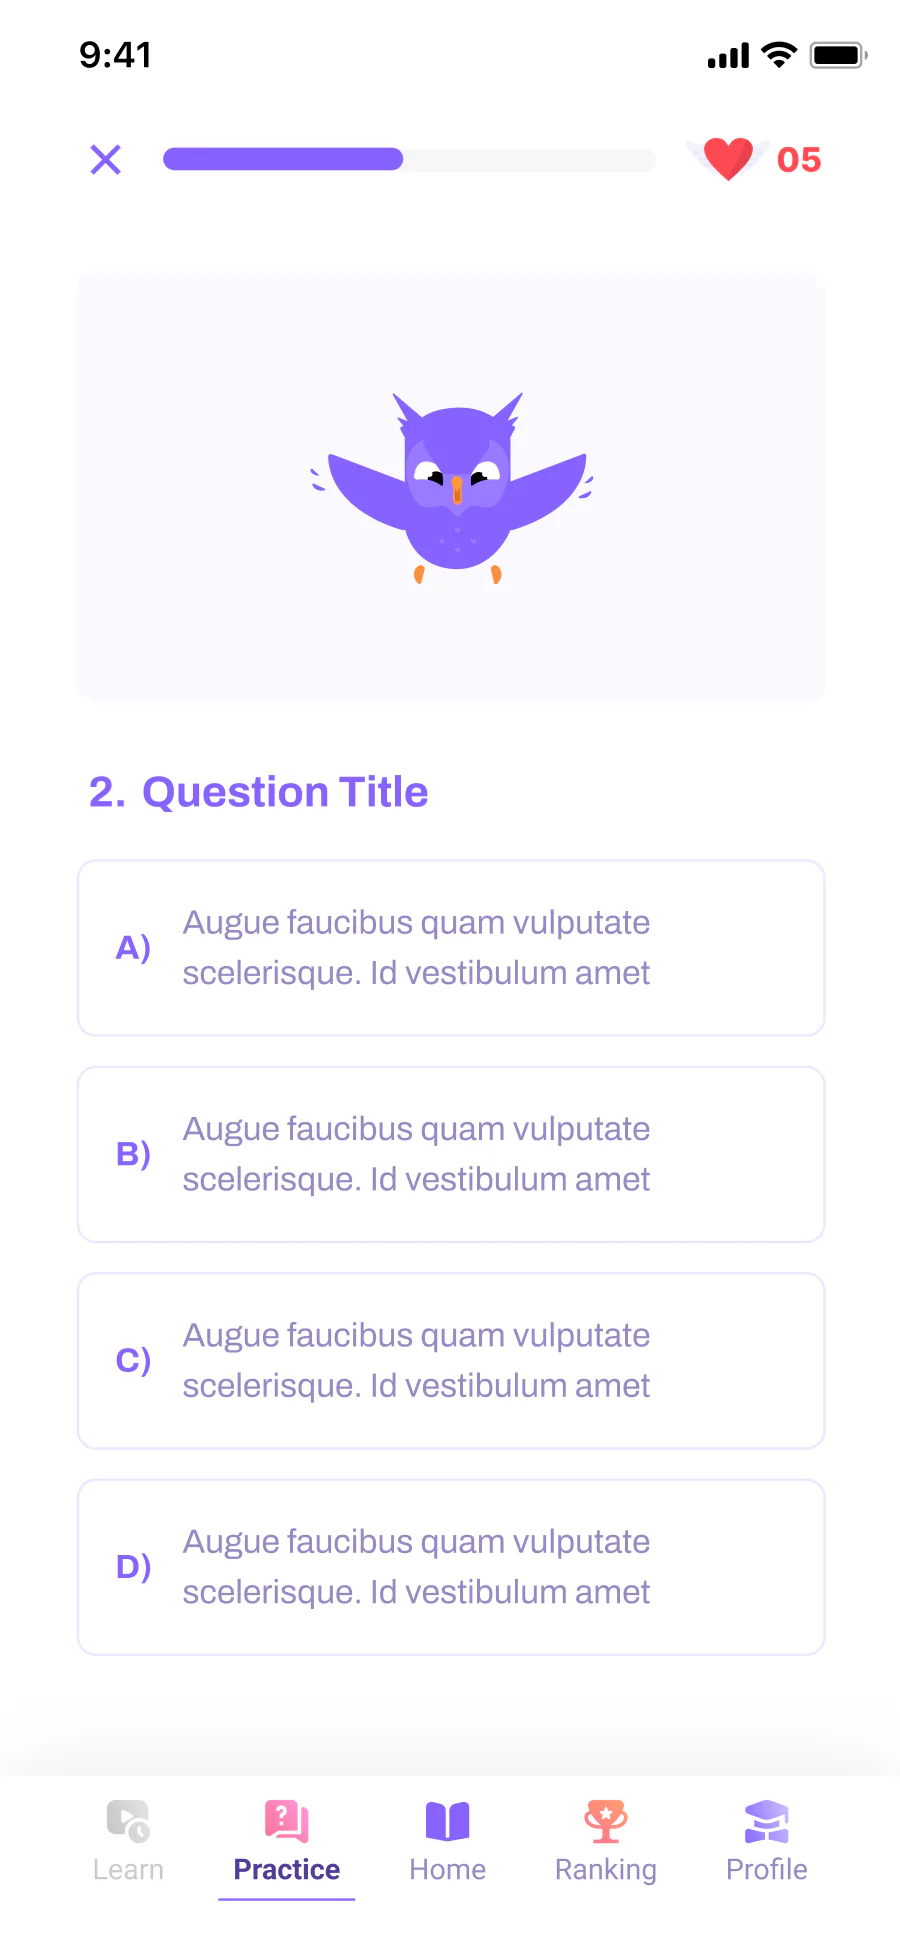 9:41
05
2. Question Title
A)
Augue faucibus quam vulputate
scelerisque. Id vestibulum amet
B)
Augue faucibus quam vulputate
scelerisque. Id vestibulum amet
C)
Augue faucibus quam vulputate
scelerisque. Id vestibulum amet
D)
Augue faucibus quam vulputate
scelerisque. Id vestibulum amet
?
Learn Practice Home Ranking Profile